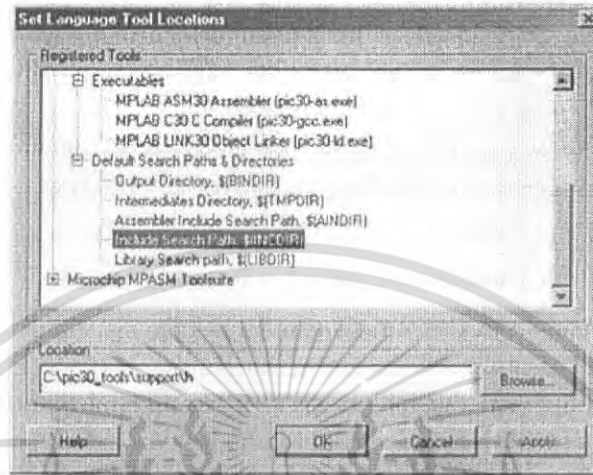 Set Language Tool Locations
Registered Tools
Executables
MPLAB ASM30 Assembler (pic30-as.exe)
MPLAB C30 C Compiler (pic30-gcc.exe)
MPLAB LINK30 Object Linker (pic30-ld.exe)
Default Search Paths & Directories
Output Directory, $(BINDIR)
Intermediates Directory, $(TMPDIR)
Assembler Include Search Path, $(AINDIR)
Include Search Path, $(INCDIR)
Library Search path, $(LIBDIR)
Microchip MPASM Toolsuite
Location
C:\pic30_tools\support\h
Browse...
Help OK Cancel Apply